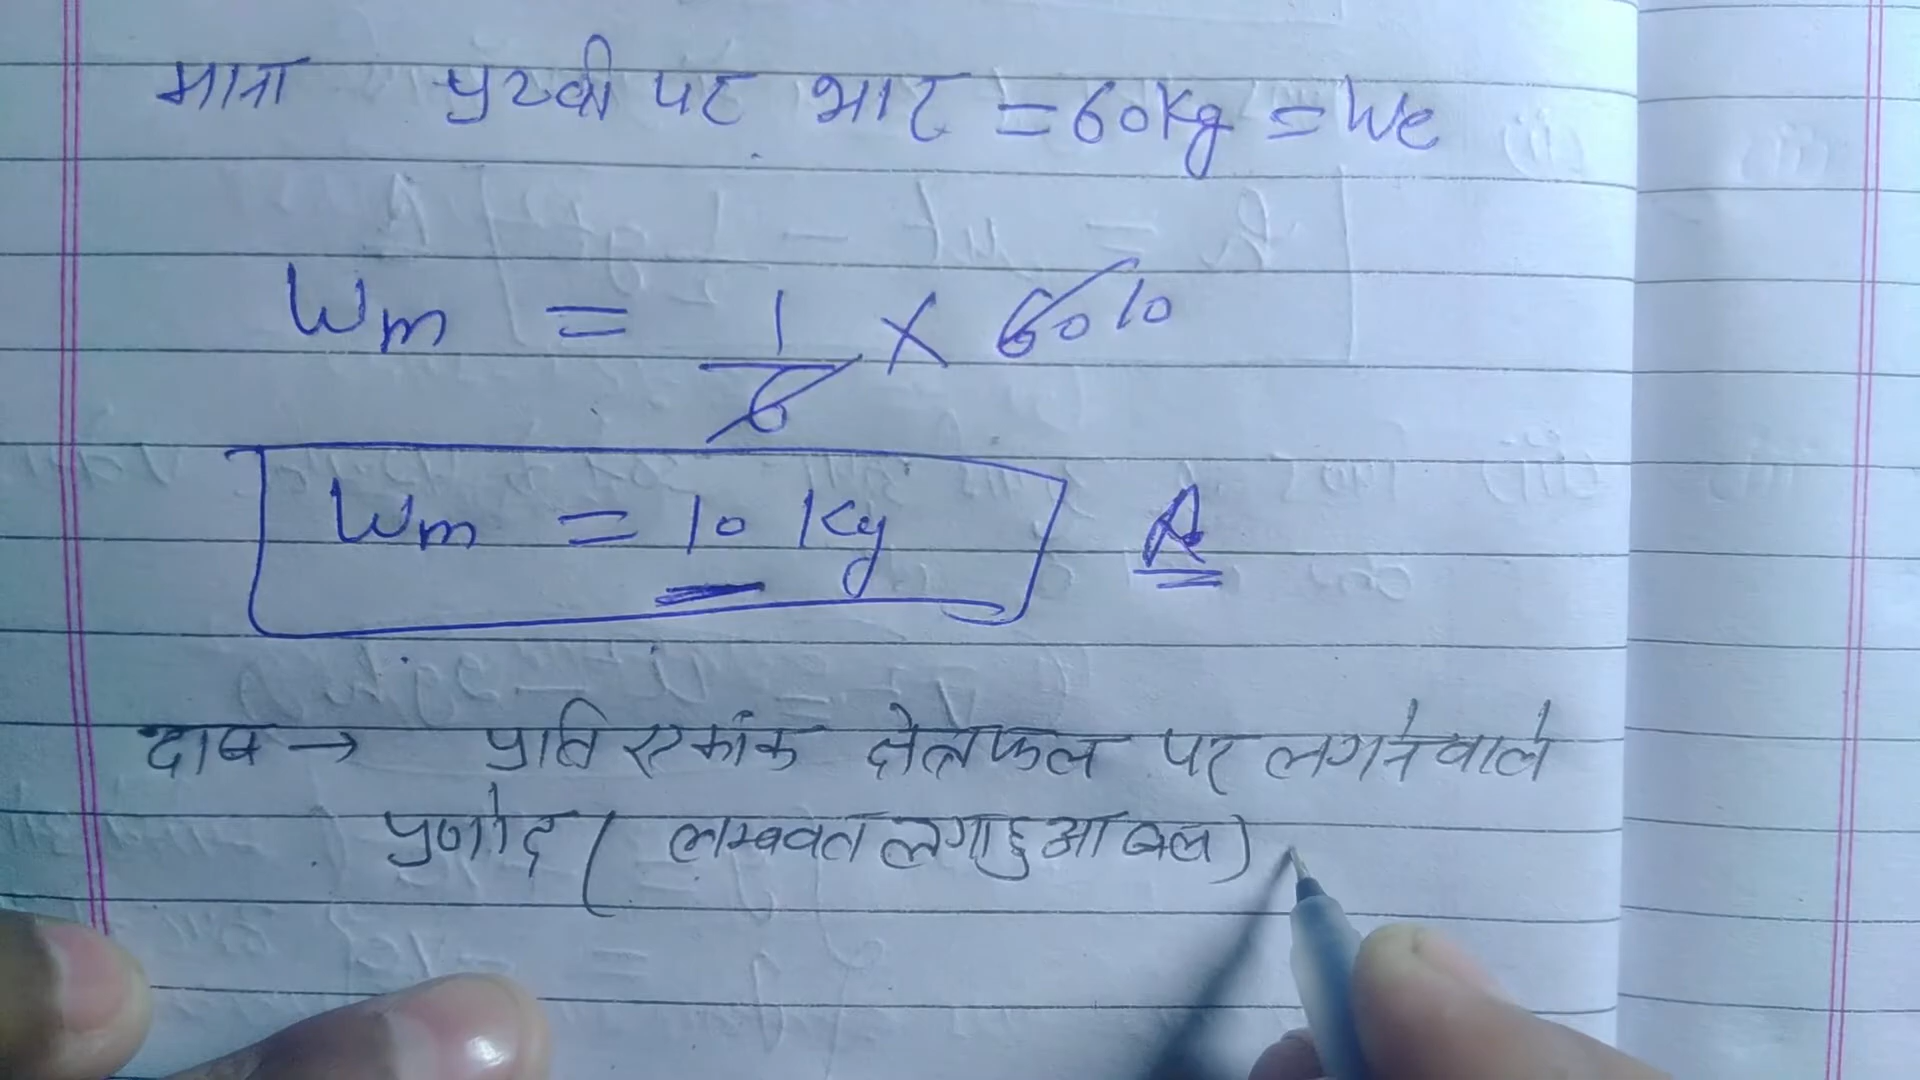 माना पृथ्वी पर भार = 60Kg = We
Wm = 1/6 × 60 10
Wm = 10 Kg A
दाब → प्रति एकांक क्षेत्रफल पर लगने वाले
प्रणोद ( लम्बवत लगा हुआ बल )